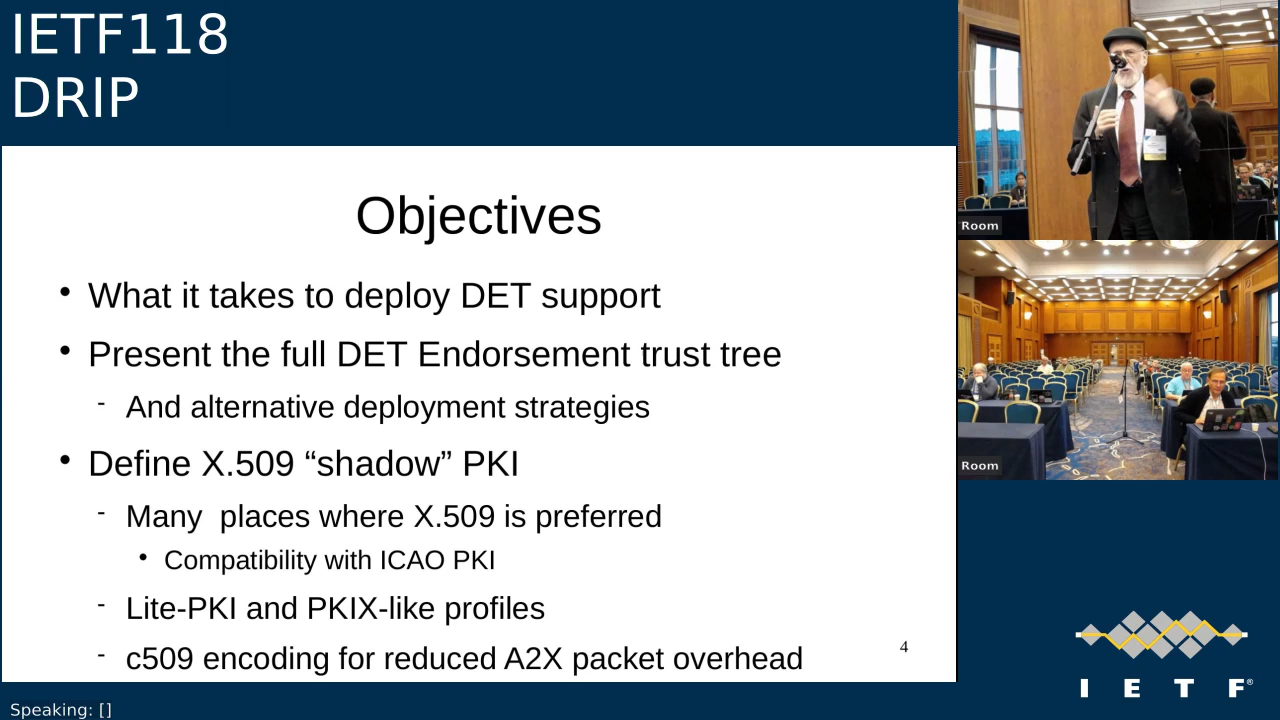 IETF118
DRIP
Objectives
• What it takes to deploy DET support
• Present the full DET Endorsement trust tree
- And alternative deployment strategies
• Define X.509 “shadow” PKI
- Many  places where X.509 is preferred
• Compatibility with ICAO PKI
- Lite-PKI and PKIX-like profiles
- c509 encoding for reduced A2X packet overhead
4
Room
Room
I E T F®
Speaking: []